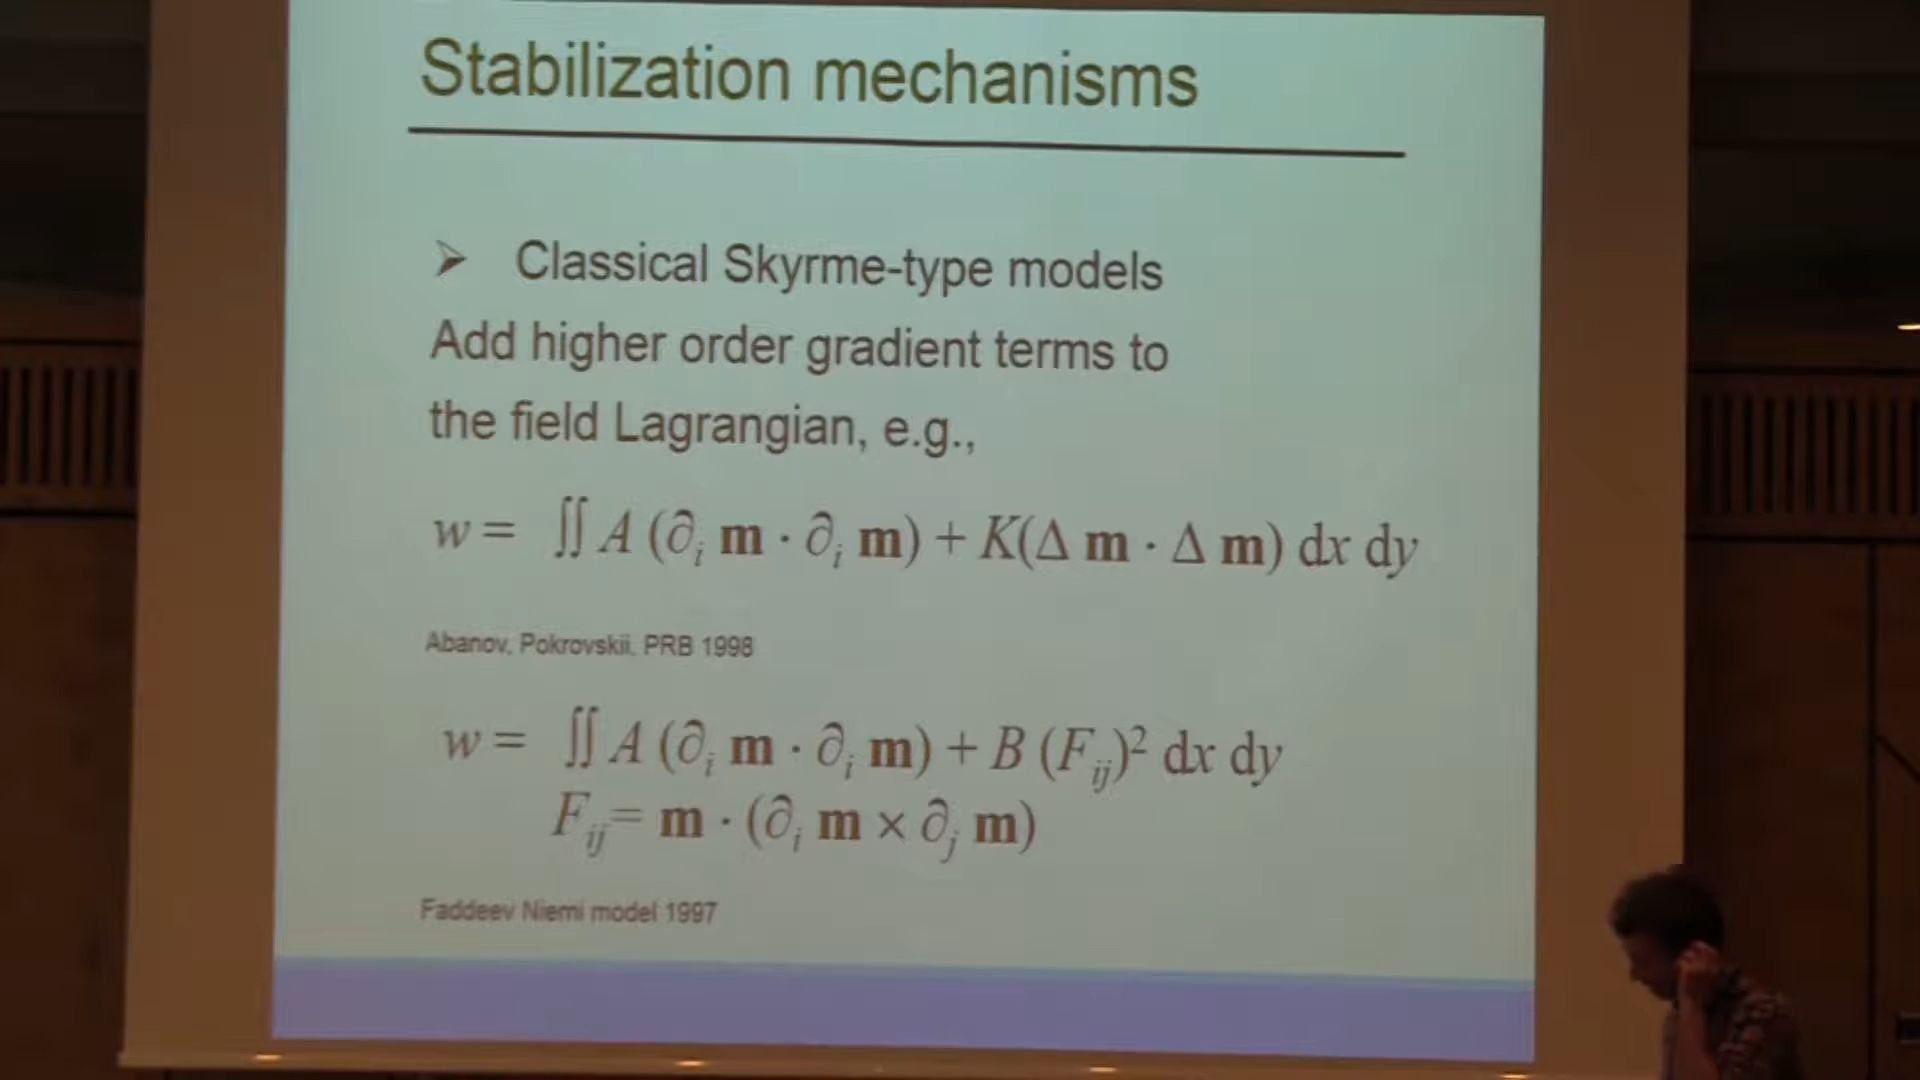 Stabilization mechanisms
➢ Classical Skyrme-type models
Add higher order gradient terms to
the field Lagrangian, e.g.,
w = ∬ A (∂ᵢ m · ∂ᵢ m) + K(Δ m · Δ m) dx dy
Abanov, Pokrovskii, PRB 1998
w = ∬ A (∂ᵢ m · ∂ᵢ m) + B (Fᵢⱼ)² dx dy
Fᵢⱼ = m · (∂ᵢ m × ∂ⱼ m)
Faddeev Niemi model 1997